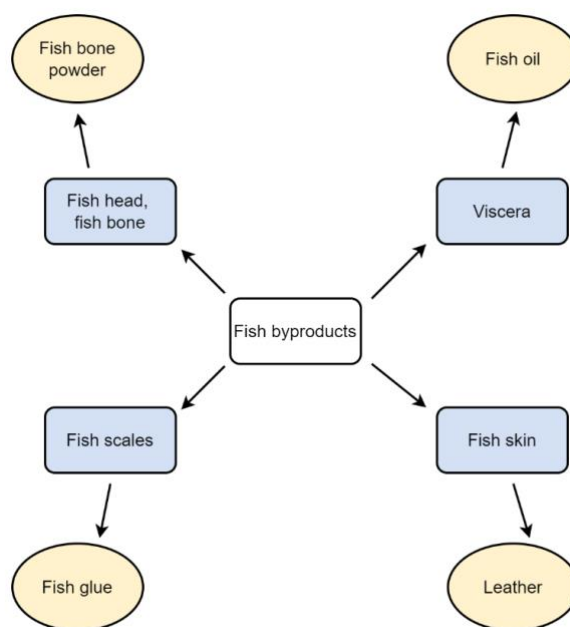 Fish bone
powder
Fish oil
Fish head,
fish bone
Viscera
Fish byproducts
Fish scales
Fish skin
Fish glue
Leather